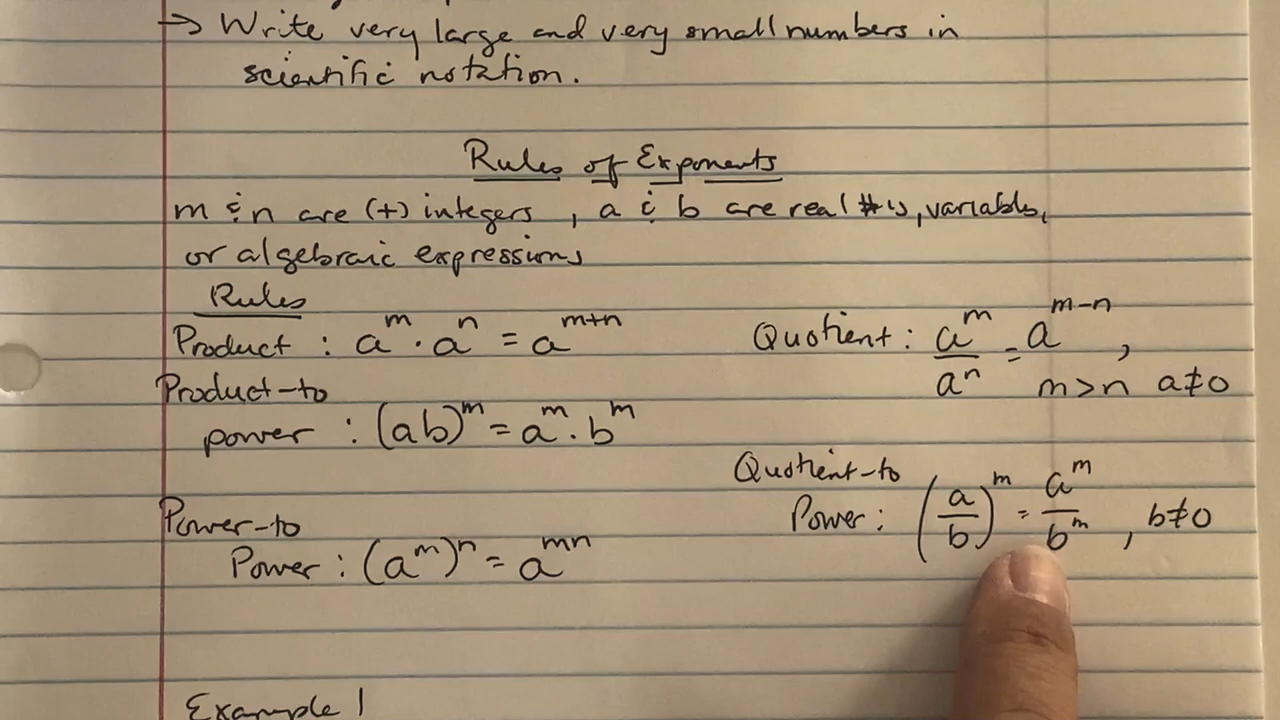 → Write very large and very small numbers in
scientific notation.
Rules of Exponents
m & n are (+) integers, a & b are real #'s, variables,
or algebraic expressions
Rules
Product : a^m · a^n = a^{m+n}
Quotient : a^m / a^n = a^{m-n} , m>n a≠0
Product-to
power : (ab)^m = a^m · b^m
Quotient-to
Power : (a/b)^m = a^m / b^m , b≠0
Power-to
Power : (a^m)^n = a^{mn}
Example 1